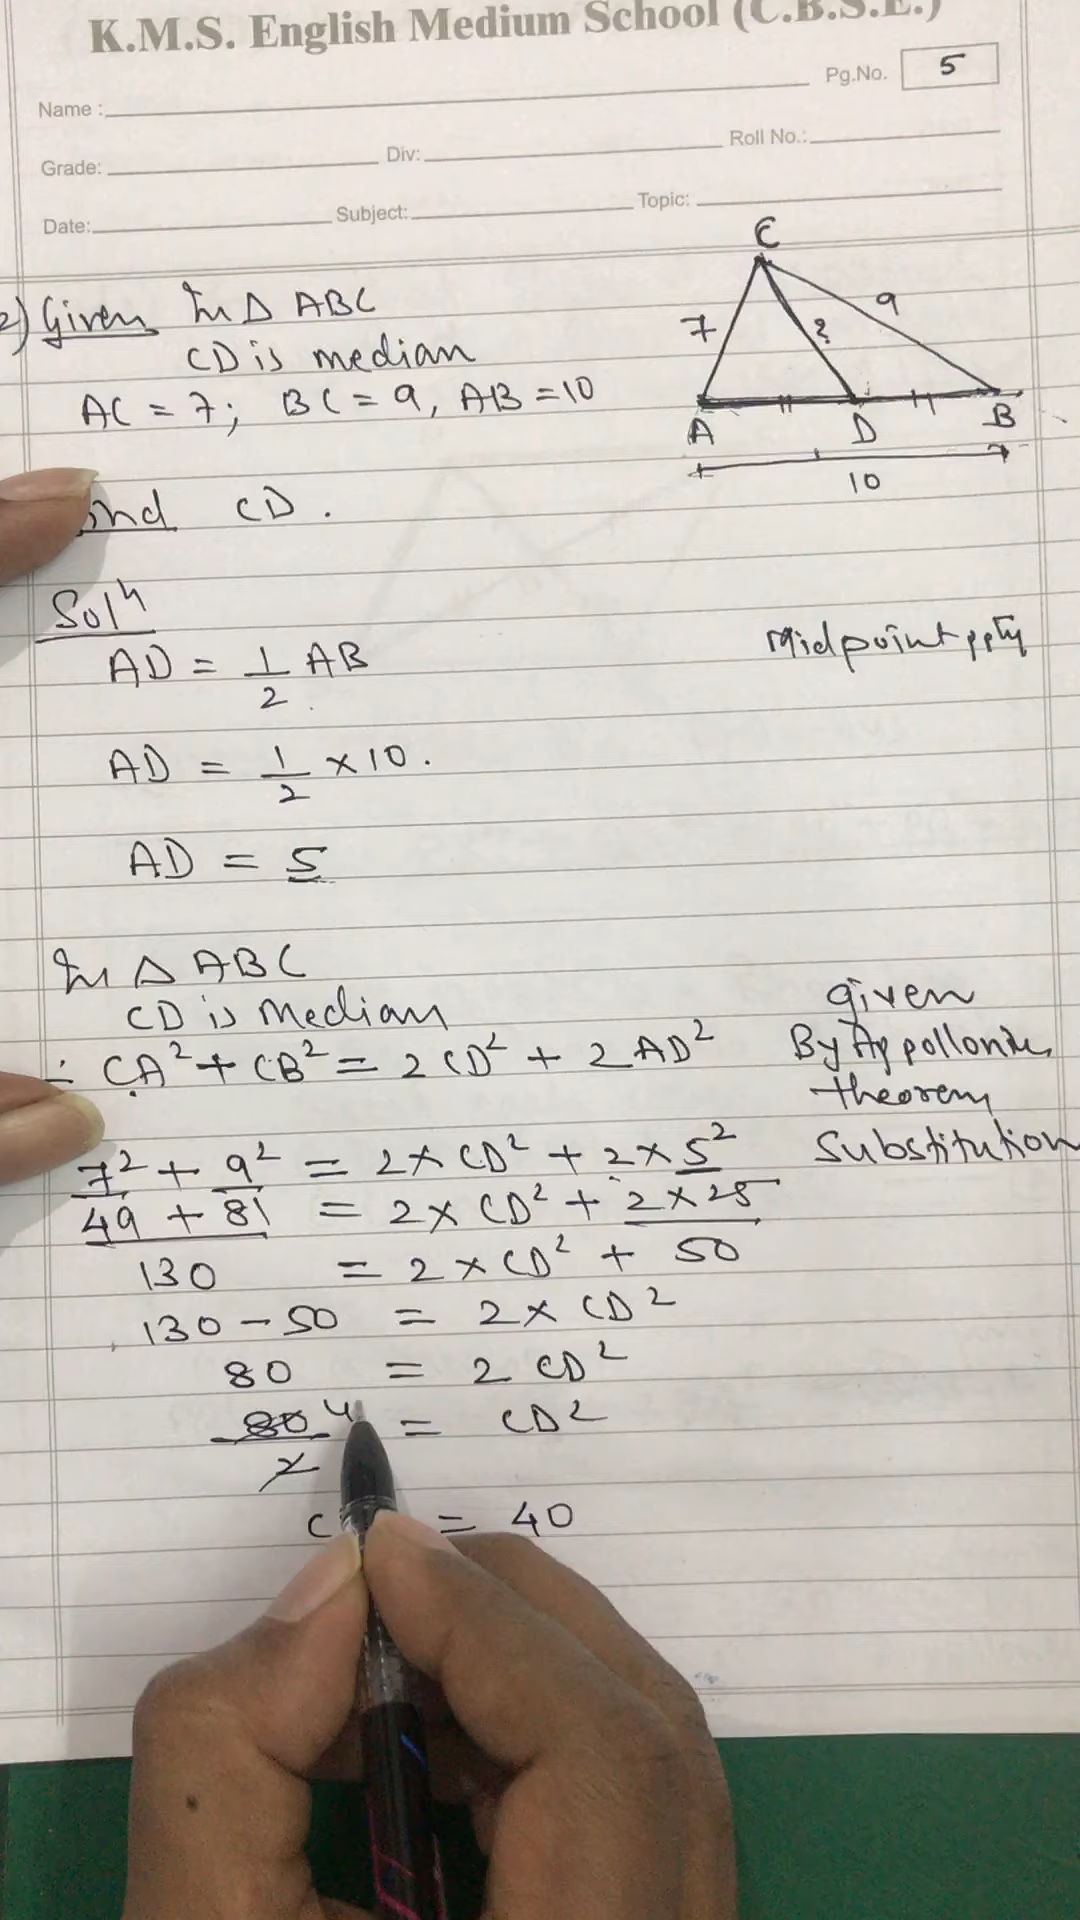 K.M.S. English Medium School (C.B.S.E.)
Pg.No. 5
Name :
Grade: Div: Roll No.:
Date: Subject: Topic:
2) Given In Δ ABC
CD is median
AC = 7; BC = 9, AB = 10
C
7 ? 9
A D B
10
CD.
Solⁿ
AD = 1/2 AB Midpoint ppty
AD = 1/2 × 10.
AD = 5
In Δ ABC
CD is Median given
∴ CA² + CB² = 2 CD² + 2 AD² By Appollonius
theorem
7² + 9² = 2 × CD² + 2 × 5² Substitution
49 + 81 = 2 × CD² + 2 × 25
130 = 2 × CD² + 50
130 - 50 = 2 × CD²
80 = 2 CD²
80/2 4 = CD²
C = 40